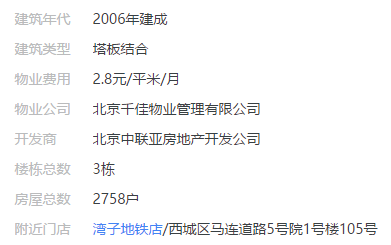 建筑年代 2006年建成
建筑类型 塔板结合
物业费用 2.8元/平米/月
物业公司 北京千佳物业管理有限公司
开发商 北京中联亚房地产开发公司
楼栋总数 3栋
房屋总数 2758户
附近门店 湾子地铁店/西城区马连道路5号院1号楼105号